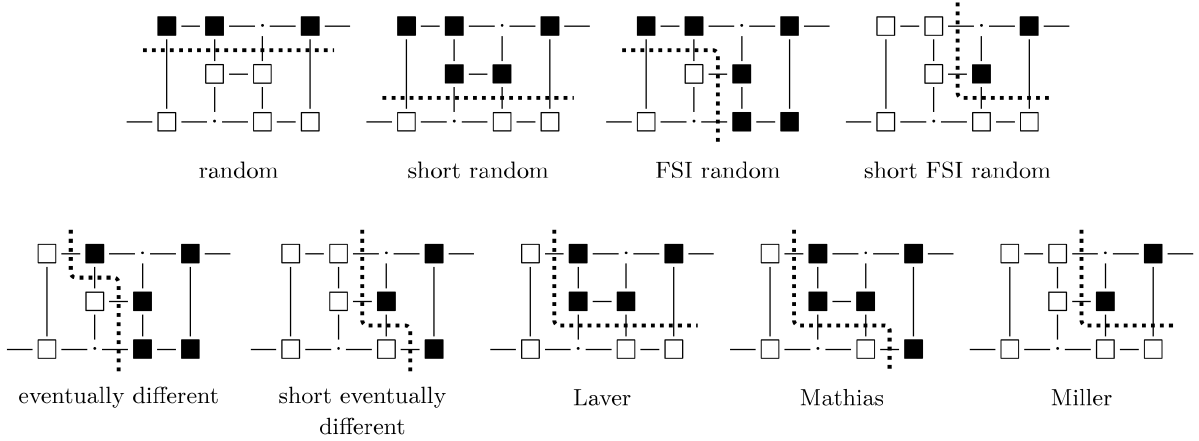 random
short random
FSI random
short FSI random
eventually different
short eventually
different
Laver
Mathias
Miller